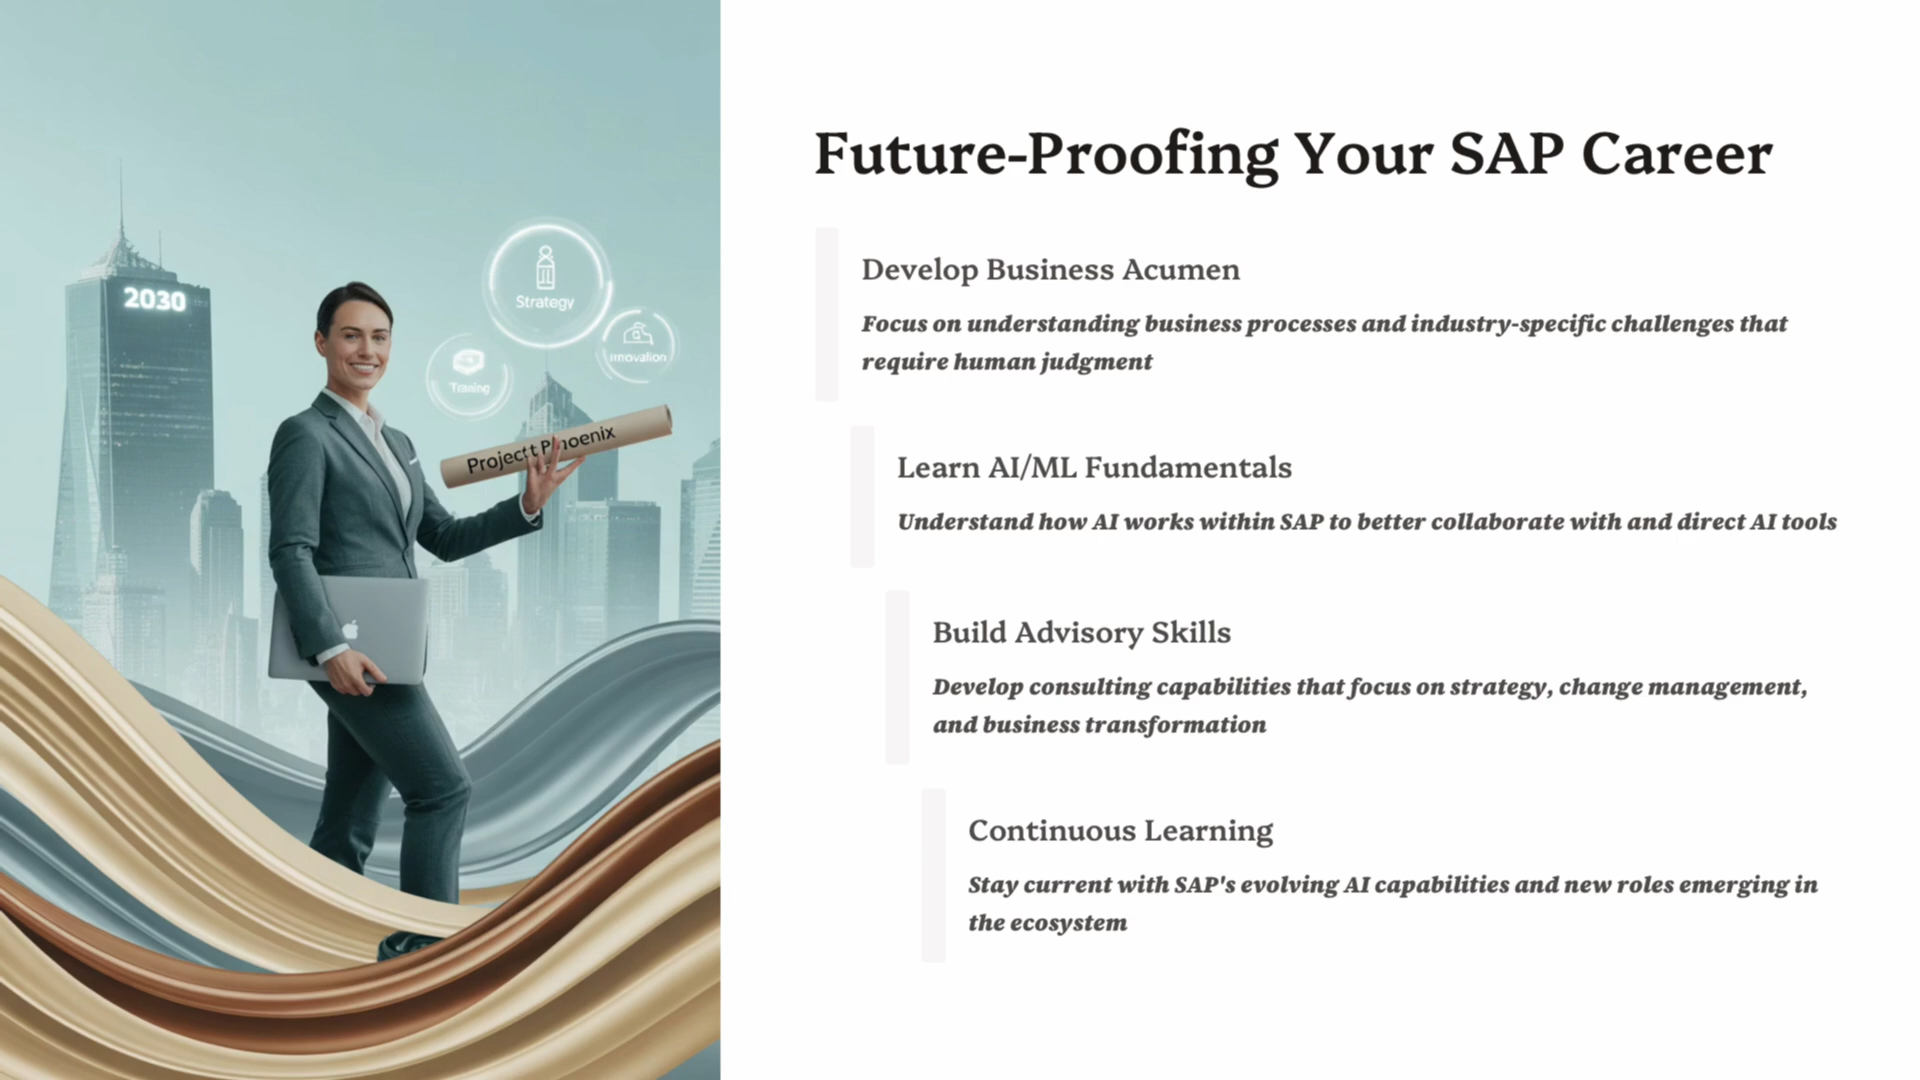 Future-Proofing Your SAP Career
Develop Business Acumen
Focus on understanding business processes and industry-specific challenges that
require human judgment
Learn AI/ML Fundamentals
Understand how AI works within SAP to better collaborate with and direct AI tools
Build Advisory Skills
Develop consulting capabilities that focus on strategy, change management,
and business transformation
Continuous Learning
Stay current with SAP's evolving AI capabilities and new roles emerging in
the ecosystem
2030
Strategy
Projectt Phoenix